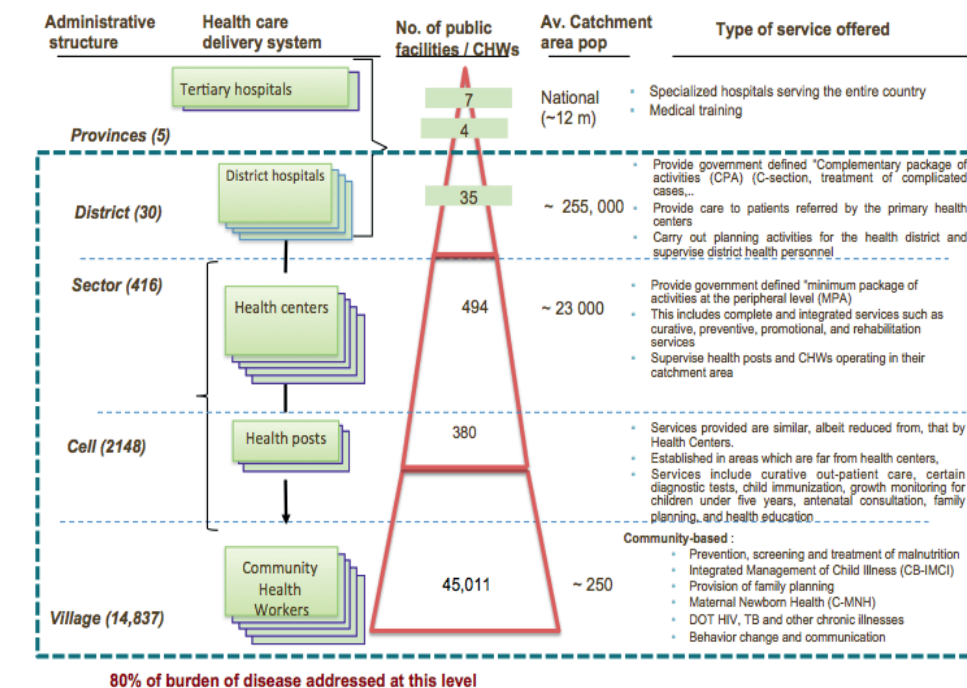 Administrative
structure
Health care
delivery system
No. of public
facilities / CHWs
Av. Catchment
area pop
Type of service offered
Tertiary hospitals
7
National
(~12 m)
▪ Specialized hospitals serving the entire country
▪ Medical training
Provinces (5)
4
District hospitals
District (30)
35
~ 255, 000
▪ Provide government defined "Complementary package of
activities (CPA) (C-section, treatment of complicated
cases,..
▪ Provide care to patients referred by the primary health
centers
▪ Carry out planning activities for the health district and
supervise district health personnel
Sector (416)
Health centers
494
~ 23 000
▪ Provide government defined "minimum package of
activities at the peripheral level (MPA)
▪ This includes complete and integrated services such as
curative, preventive, promotional, and rehabilitation
services
▪ Supervise health posts and CHWs operating in their
catchment area
Cell (2148)
Health posts
380
▪ Services provided are similar, albeit reduced from, that by
Health Centers.
▪ Established in areas which are far from health centers,
▪ Services include curative out-patient care, certain
diagnostic tests, child immunization, growth monitoring for
children under five years, antenatal consultation, family
planning, and health education
Village (14,837)
Community
Health
Workers
45,011
~ 250
Community-based :
▪ Prevention, screening and treatment of malnutrition
▪ Integrated Management of Child Illness (CB-IMCI)
▪ Provision of family planning
▪ Maternal Newborn Health (C-MNH)
▪ DOT HIV, TB and other chronic illnesses
▪ Behavior change and communication
80% of burden of disease addressed at this level